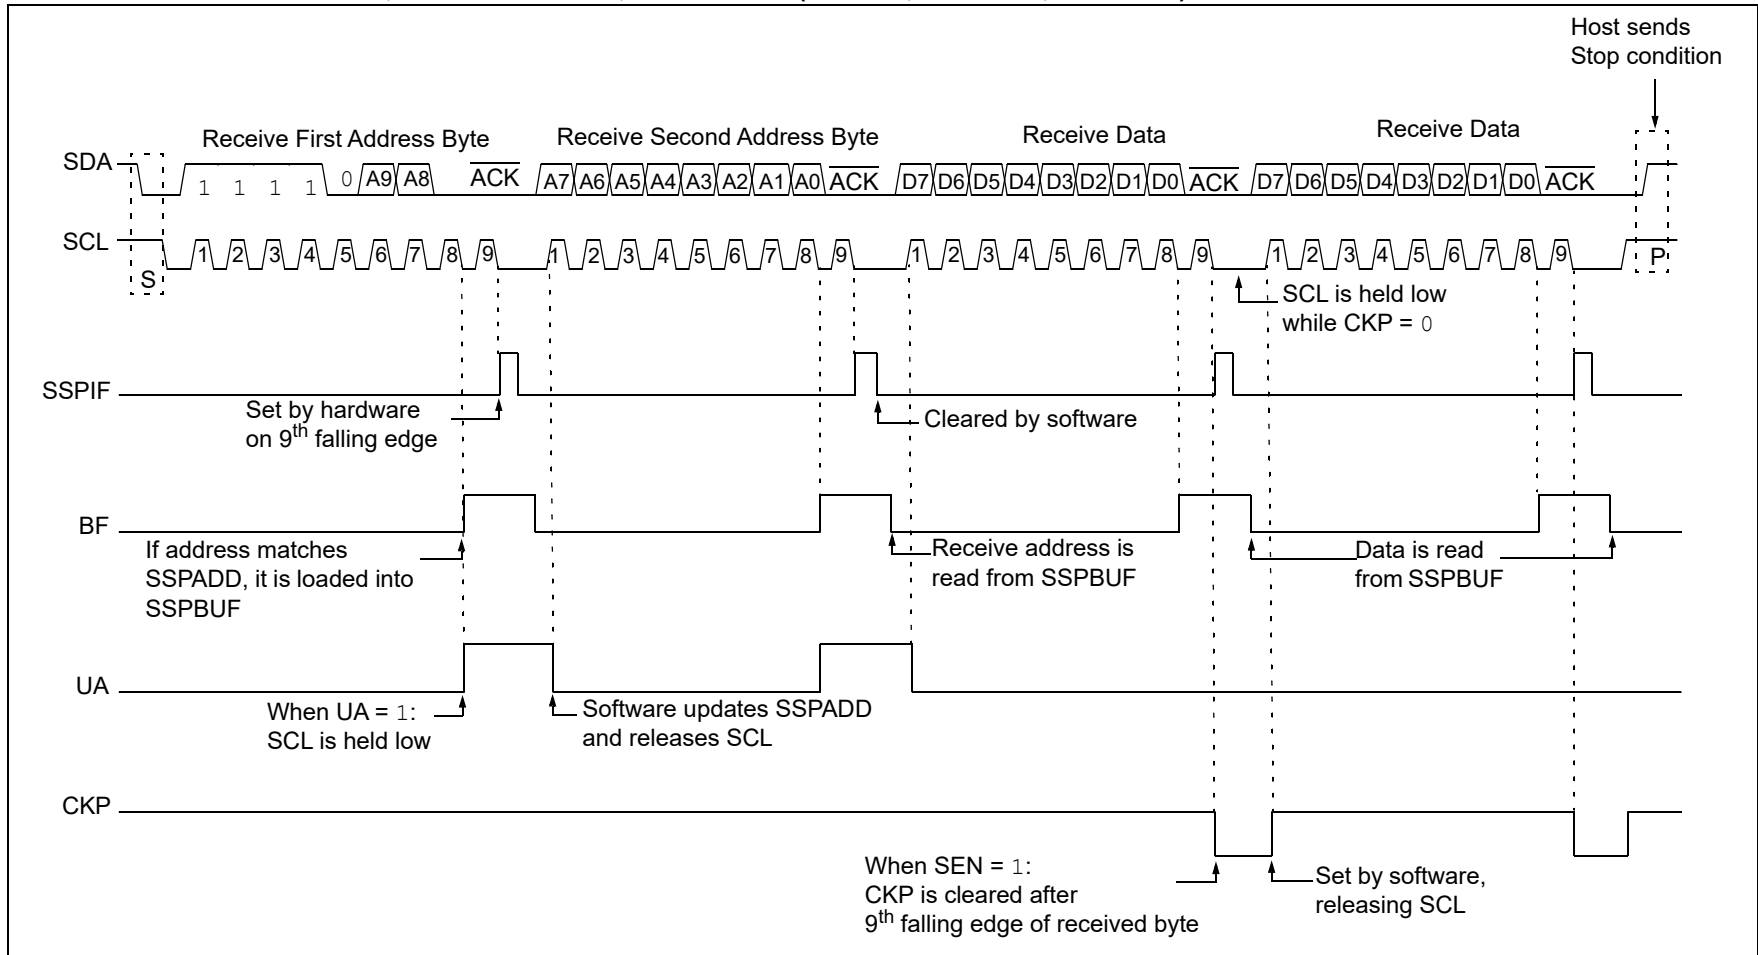 Host sends
Stop condition
Receive First Address Byte
Receive Second Address Byte
Receive Data
Receive Data
SDA
1 1 1 1 0 A9 A8 ACK A7 A6 A5 A4 A3 A2 A1 A0 ACK D7 D6 D5 D4 D3 D2 D1 D0 ACK D7 D6 D5 D4 D3 D2 D1 D0 ACK
SCL
S 1 2 3 4 5 6 7 8 9 1 2 3 4 5 6 7 8 9 1 2 3 4 5 6 7 8 9 1 2 3 4 5 6 7 8 9 P
SCL is held low
while CKP = 0
SSPIF
Set by hardware
on 9th falling edge
Cleared by software
BF
If address matches
SSPADD, it is loaded into
SSPBUF
Receive address is
read from SSPBUF
Data is read
from SSPBUF
UA
When UA = 1:
SCL is held low
Software updates SSPADD
and releases SCL
CKP
When SEN = 1:
CKP is cleared after
9th falling edge of received byte
Set by software,
releasing SCL